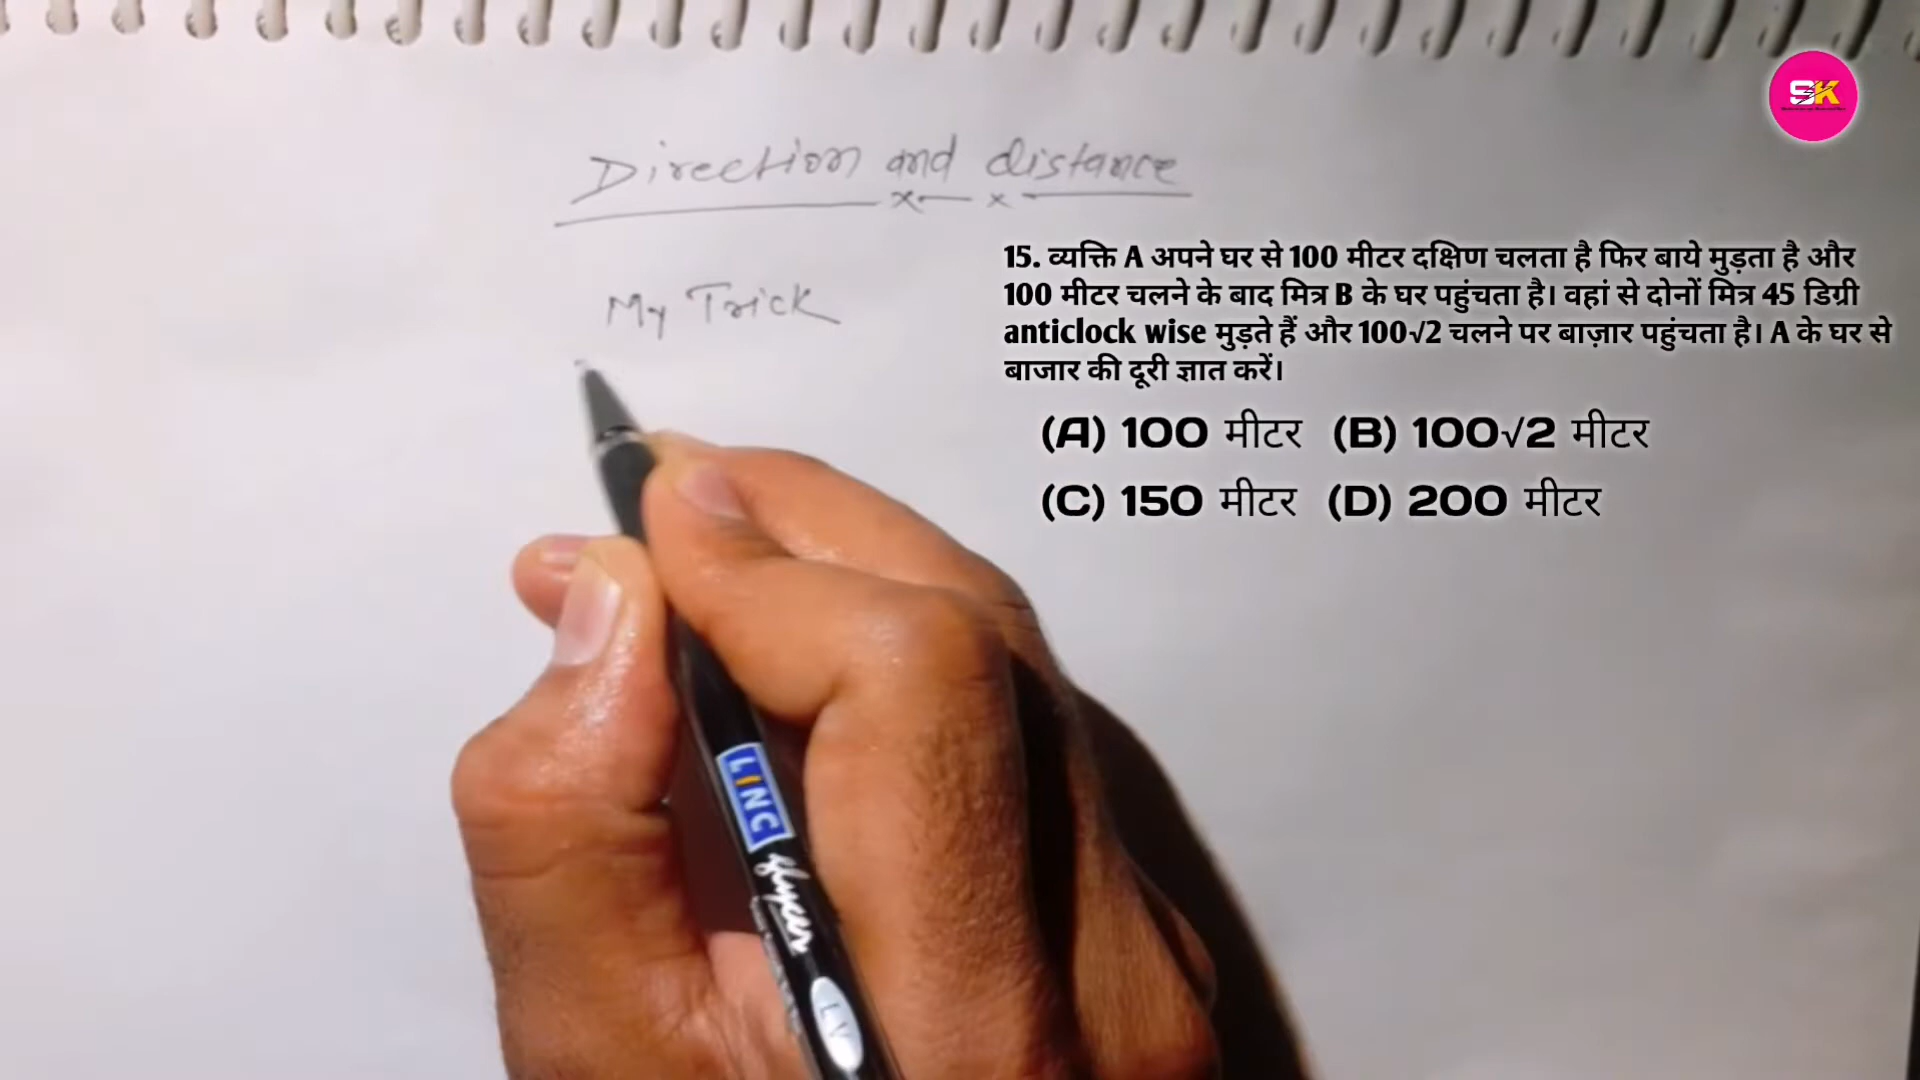 SK
Direction and distance
My Trick
15. व्यक्ति A अपने घर से 100 मीटर दक्षिण चलता है फिर बाये मुड़ता है और
100 मीटर चलने के बाद मित्र B के घर पहुंचता है। वहां से दोनों मित्र 45 डिग्री
anticlock wise मुड़ते हैं और 100√2 चलने पर बाज़ार पहुंचता है। A के घर से
बाजार की दूरी ज्ञात करें।
(A) 100 मीटर (B) 100√2 मीटर
(C) 150 मीटर (D) 200 मीटर
LINC